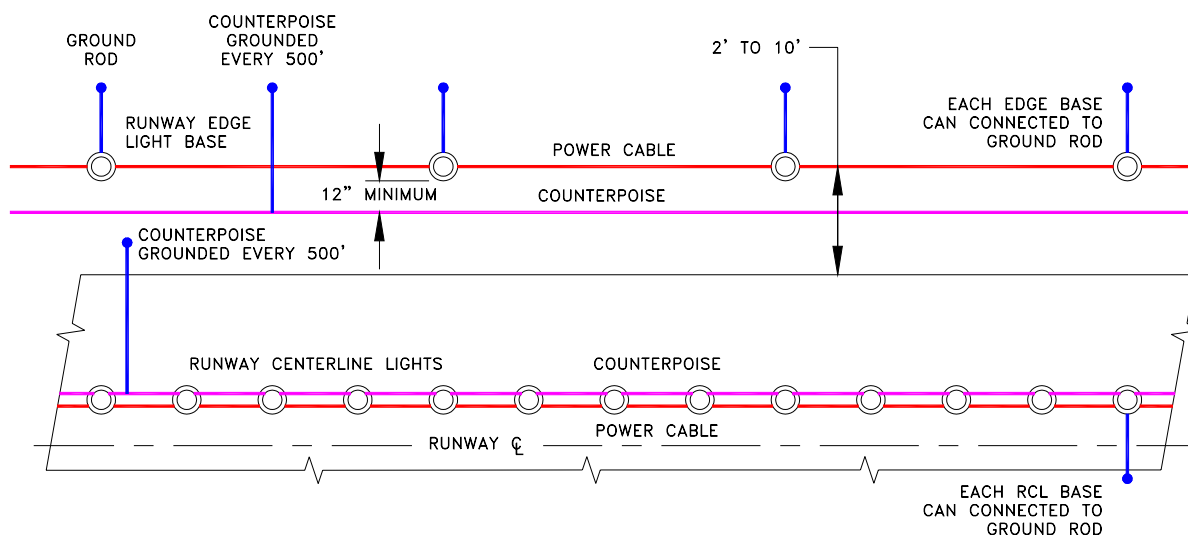 COUNTERPOISE
GROUNDED
EVERY 500'
GROUND
ROD
2' TO 10'
RUNWAY EDGE
LIGHT BASE
EACH EDGE BASE
CAN CONNECTED TO
GROUND ROD
POWER CABLE
12" MINIMUM
COUNTERPOISE
COUNTERPOISE
GROUNDED EVERY 500'
RUNWAY CENTERLINE LIGHTS
COUNTERPOISE
POWER CABLE
RUNWAY ℄
EACH RCL BASE
CAN CONNECTED TO
GROUND ROD